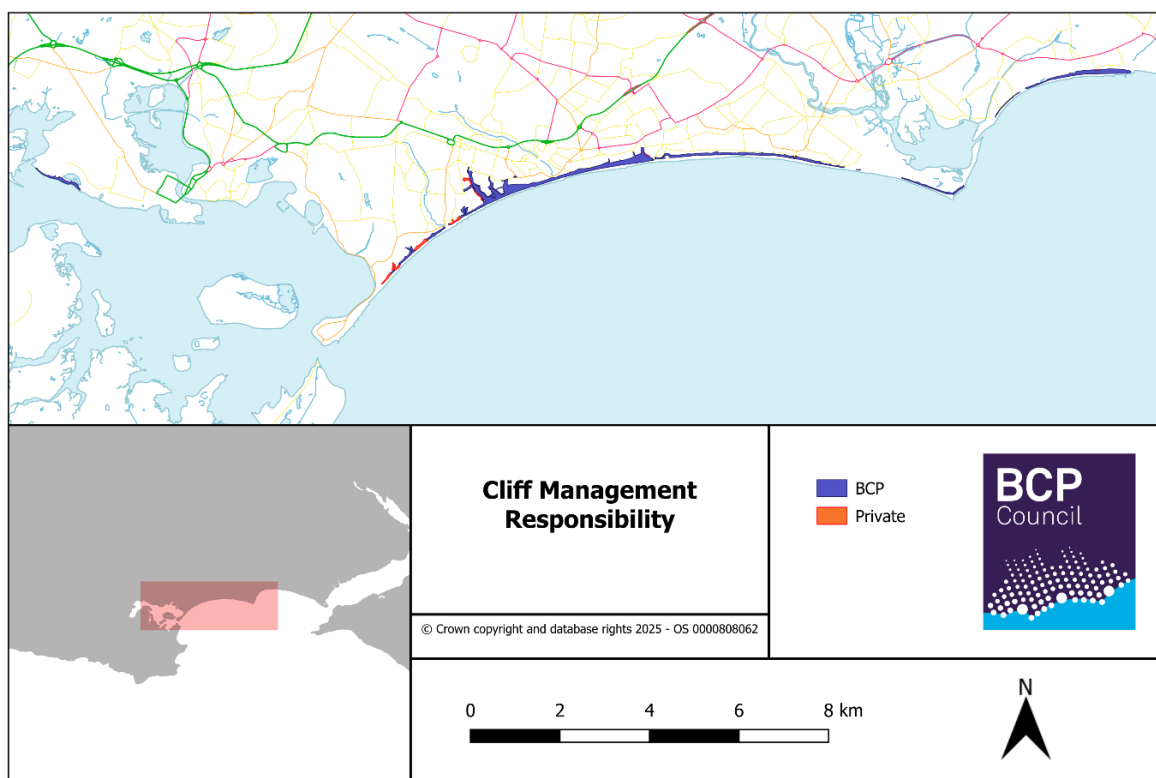 Cliff Management
Responsibility
© Crown copyright and database rights 2025 - OS 0000808062
BCP
Private
BCP
Council
0 2 4 6 8 km
N